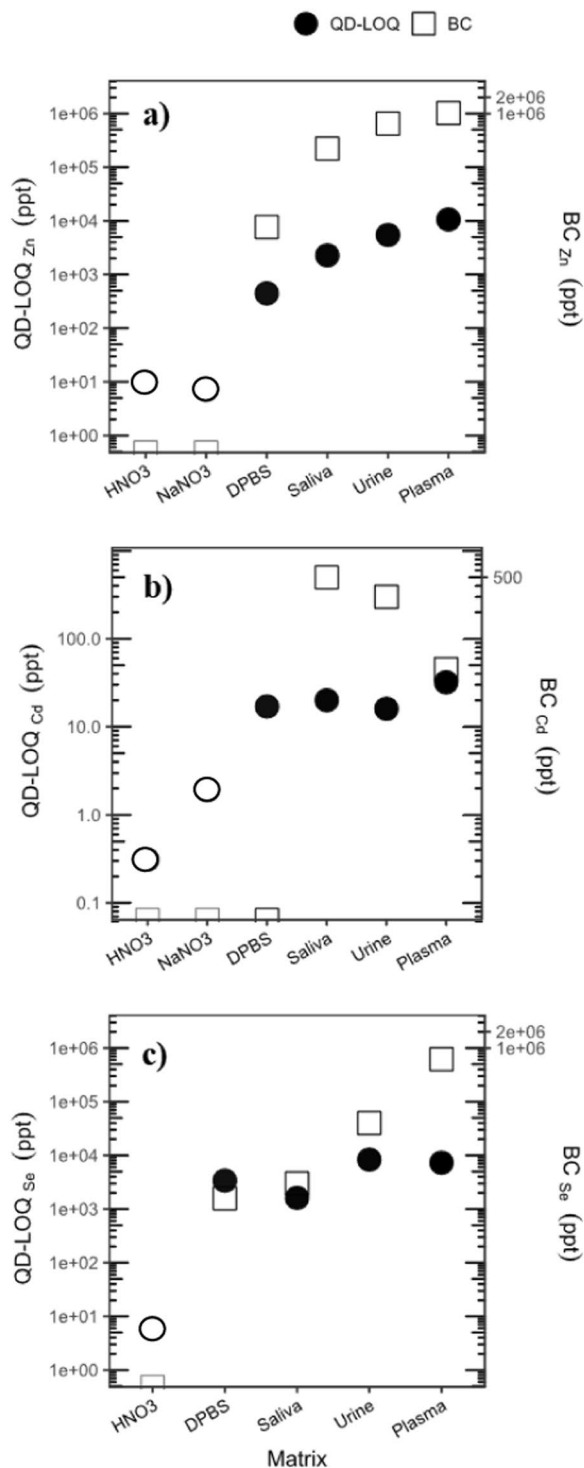 QD-LOQ BC
a)
QD-LOQ Zn (ppt)
1e+06
1e+05
1e+04
1e+03
1e+02
1e+01
1e+00
2e+06
1e+06
BC Zn (ppt)
HNO3 NaNO3 DPBS Saliva Urine Plasma
b)
QD-LOQ Cd (ppt)
100.0
10.0
1.0
0.1
500
BC Cd (ppt)
HNO3 NaNO3 DPBS Saliva Urine Plasma
c)
QD-LOQ Se (ppt)
1e+06
1e+05
1e+04
1e+03
1e+02
1e+01
1e+00
2e+06
1e+06
BC Se (ppt)
HNO3 DPBS Saliva Urine Plasma
Matrix